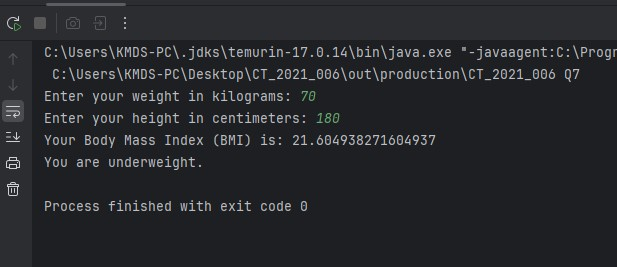 C:\Users\KMDS-PC\.jdks\temurin-17.0.14\bin\java.exe "-javaagent:C:\Progr
C:\Users\KMDS-PC\Desktop\CT_2021_006\out\production\CT_2021_006 Q7
Enter your weight in kilograms: 70
Enter your height in centimeters: 180
Your Body Mass Index (BMI) is: 21.604938271604937
You are underweight.
Process finished with exit code 0